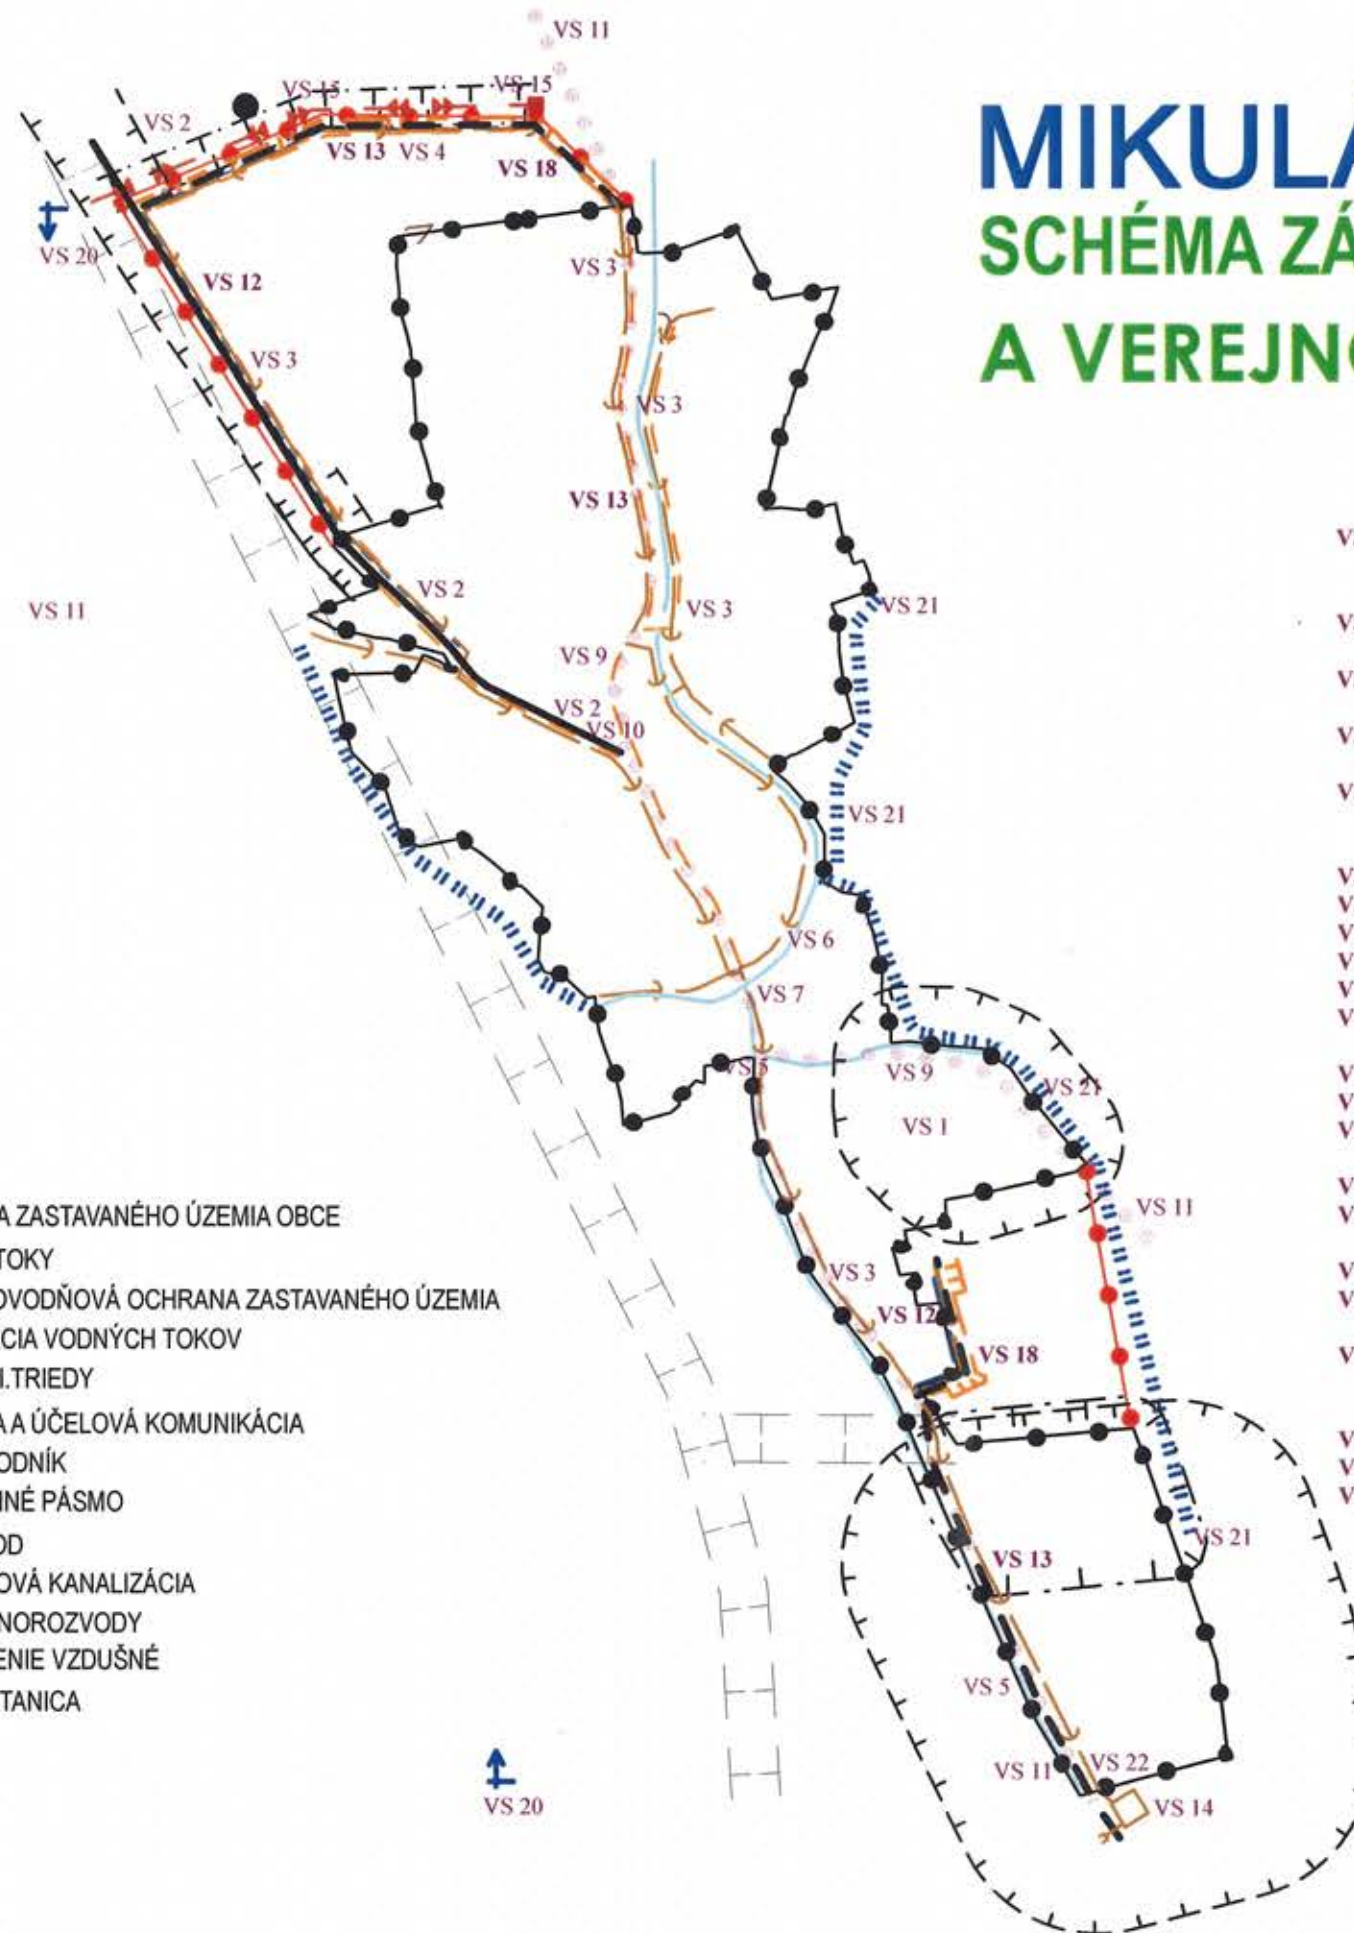 VS 11
VS 15
VS 15
VS 2
VS 13
VS 4
VS 18
MIKULÁ
SCHÉMA ZÁ
A VEREJNO
VS 20
VS 12
VS 3
VS 3
VS 3
VS 13
VS 2
VS 11
VS 21
VS 3
VS 9
VS 2
VS 10
VS 21
VS 6
VS 7
VS 5
VS 9
VS 21
VS 1
VS 11
VS 3
VS 12
VS 18
VS 21
VS 13
VS 5
VS 11
VS 22
VS 14
VS 20
A ZASTAVANÉHO ÚZEMIA OBCE
TOKY
OVODŇOVÁ OCHRANA ZASTAVANÉHO ÚZEMIA
CIA VODNÝCH TOKOV
I.TRIEDY
A A ÚČELOVÁ KOMUNIKÁCIA
ODNÍK
NÉ PÁSMO
OD
OVÁ KANALIZÁCIA
NOROZVODY
ENIE VZDUŠNÉ
TANICA